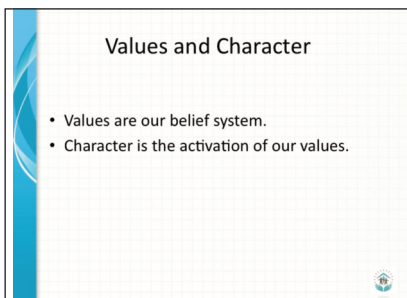 Values and Character
• Values are our belief system.
• Character is the activation of our values.